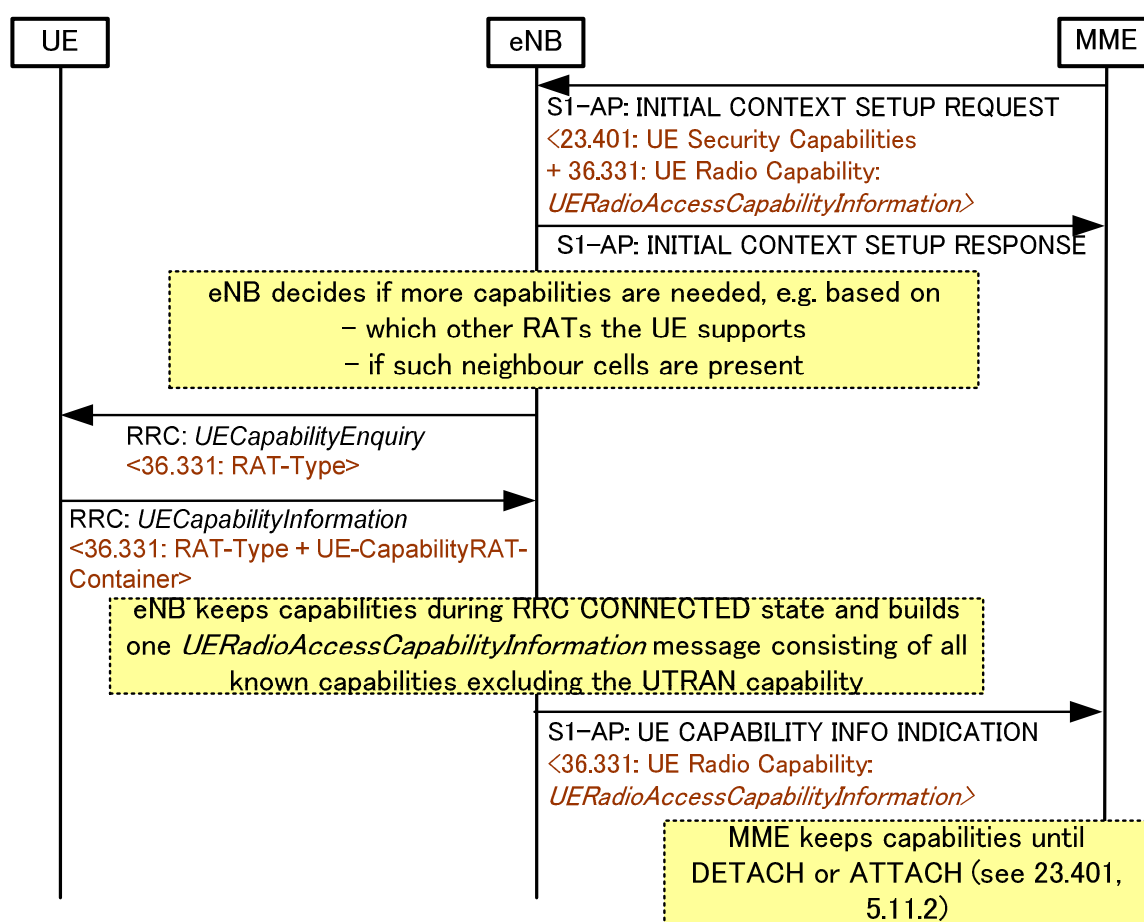 UE
eNB
MME
S1-AP: INITIAL CONTEXT SETUP REQUEST
<23.401: UE Security Capabilities
+ 36.331: UE Radio Capability:
UERadioAccessCapabilityInformation>
S1-AP: INITIAL CONTEXT SETUP RESPONSE
eNB decides if more capabilities are needed, e.g. based on
- which other RATs the UE supports
- if such neighbour cells are present
RRC: UECapabilityEnquiry
<36.331: RAT-Type>
RRC: UECapabilityInformation
<36.331: RAT-Type + UE-CapabilityRAT-
Container>
eNB keeps capabilities during RRC CONNECTED state and builds
one UERadioAccessCapabilityInformation message consisting of all
known capabilities excluding the UTRAN capability
S1-AP: UE CAPABILITY INFO INDICATION
<36.331: UE Radio Capability:
UERadioAccessCapabilityInformation>
MME keeps capabilities until
DETACH or ATTACH (see 23.401,
5.11.2)